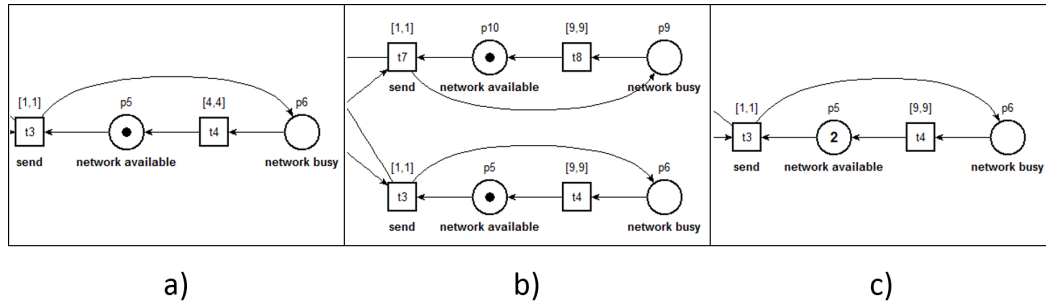 [1,1]
p5
[4,4]
p6
t3
t4
send
network available
network busy
[1,1]
p10
[9,9]
p9
t7
t8
send
network available
network busy
[1,1]
p5
[9,9]
p6
t3
t4
send
network available
network busy
[1,1]
p5
[9,9]
p6
t3
2
t4
send
network available
network busy
a)
b)
c)